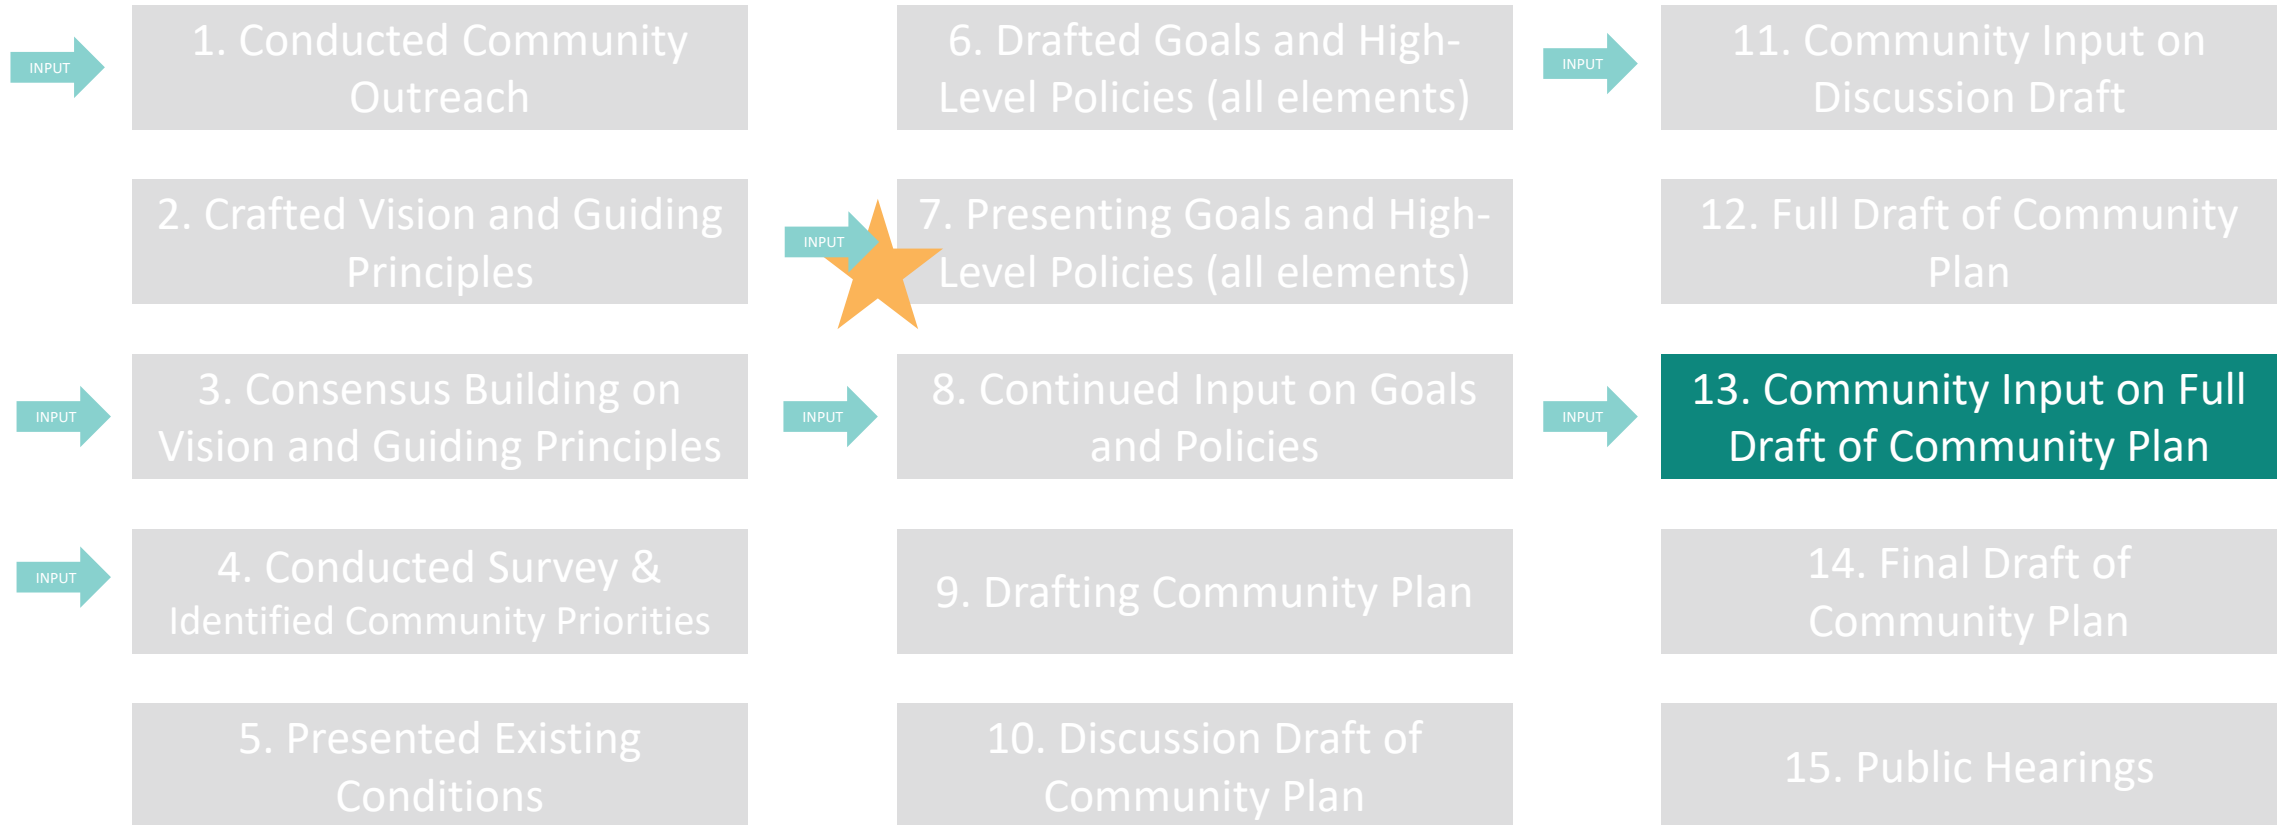 INPUT
1. Conducted Community
Outreach
2. Crafted Vision and Guiding
Principles
INPUT
3. Consensus Building on
Vision and Guiding Principles
INPUT
4. Conducted Survey &
Identified Community Priorities
5. Presented Existing
Conditions
6. Drafted Goals and High-
Level Policies (all elements)
INPUT
7. Presenting Goals and High-
Level Policies (all elements)
INPUT
8. Continued Input on Goals
and Policies
9. Drafting Community Plan
10. Discussion Draft of
Community Plan
INPUT
11. Community Input on
Discussion Draft
12. Full Draft of Community
Plan
INPUT
13. Community Input on Full
Draft of Community Plan
14. Final Draft of
Community Plan
15. Public Hearings